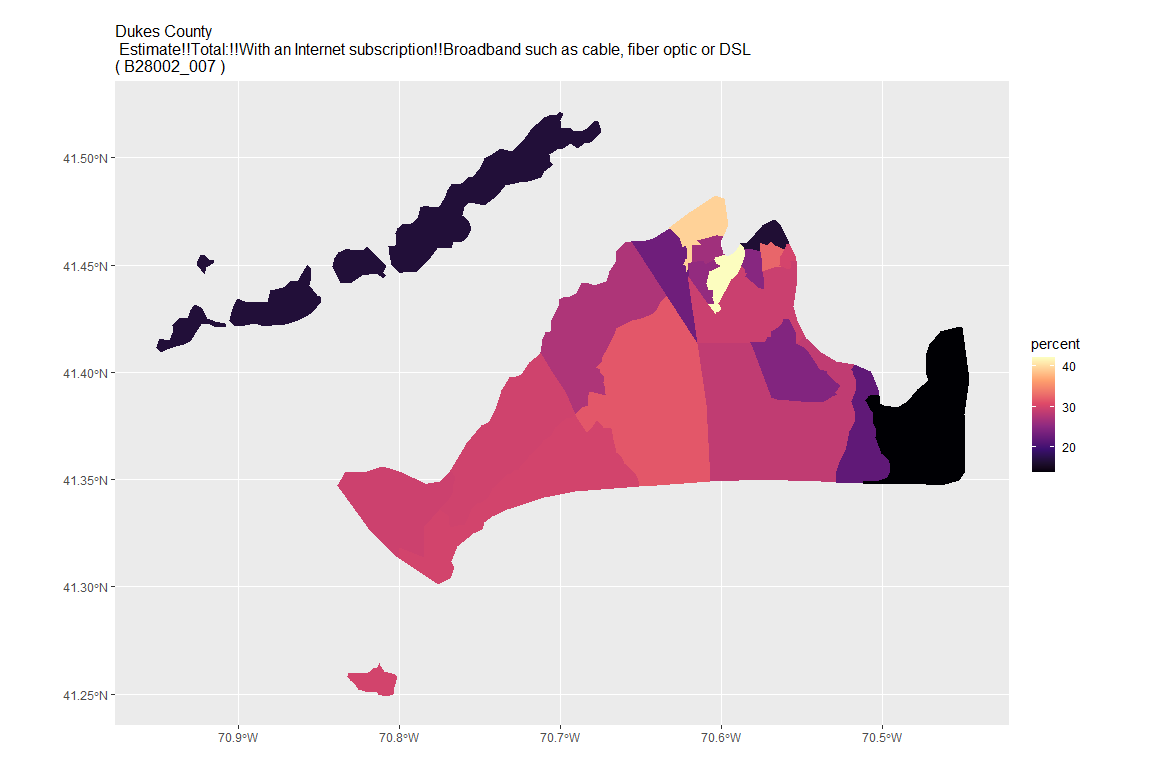 Dukes County
Estimate!!Total:!!With an Internet subscription!!Broadband such as cable, fiber optic or DSL
( B28002_007 )
41.50°N
41.45°N
41.40°N
41.35°N
41.30°N
41.25°N
70.9°W
70.8°W
70.7°W
70.6°W
70.5°W
percent
40
30
20